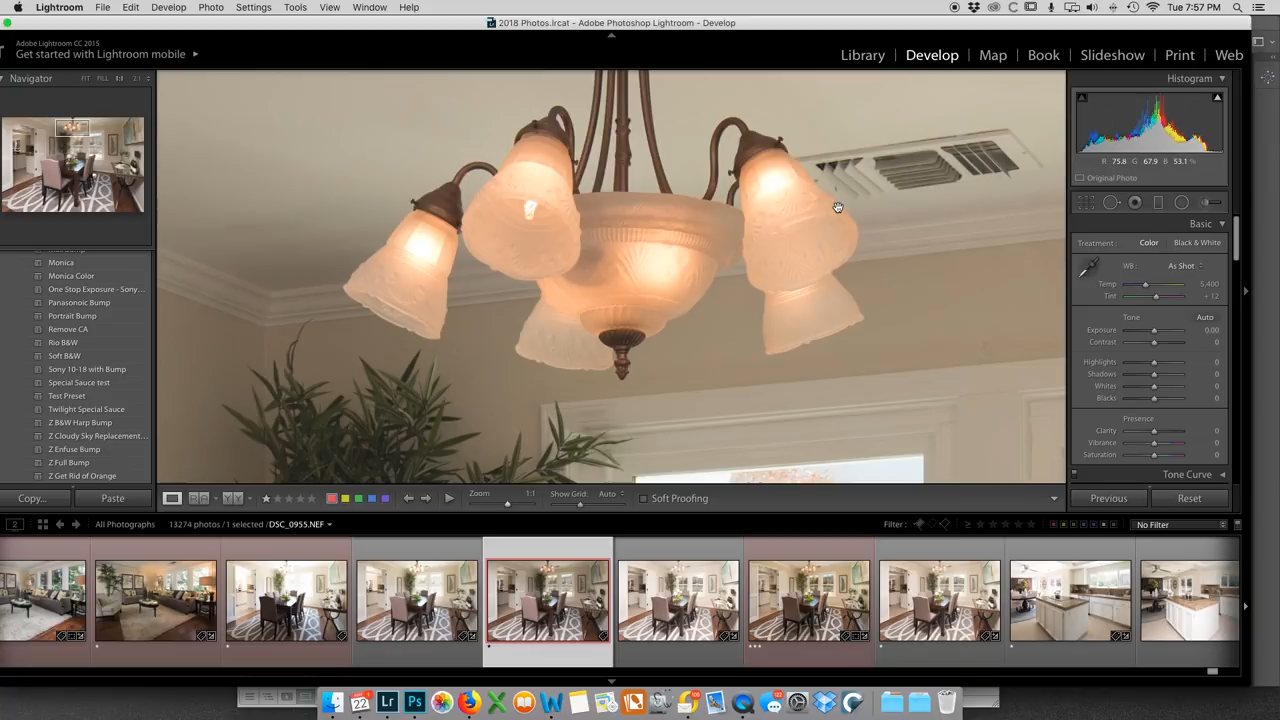 Lightroom File Edit Develop Photo Settings Tools View Window Help Tue 7:57 PM
2018 Photos.lrcat - Adobe Photoshop Lightroom - Develop
Adobe Lightroom CC 2015
Get started with Lightroom mobile
Library | Develop | Map | Book | Slideshow | Print | Web
Navigator FIT FILL 1:1 2:1
Histogram
R 75.8 G 67.9 B 53.1 %
Original Photo
Basic
Treatment: Color Black & White
WB: As Shot
Temp 5,400
Tint + 12
Tone Auto
Exposure 0.00
Contrast 0
Highlights 0
Shadows 0
Whites 0
Blacks 0
Presence
Clarity 0
Vibrance 0
Saturation 0
Tone Curve
Previous Reset
Monica
Monica Color
One Stop Exposure - Sony...
Panasonoic Bump
Portrait Bump
Remove CA
Rio B&W
Soft B&W
Sony 10-18 with Bump
Special Sauce test
Test Preset
Twilight Special Sauce
Z B&W Harp Bump
Z Cloudy Sky Replacement...
Z Enfuse Bump
Z Full Bump
Z Get Rid of Orange
Copy... Paste
Zoom 1:1 Show Grid: Auto Soft Proofing
2 All Photographs 13274 photos / 1 selected / DSC_0955.NEF Filter : No Filter
22